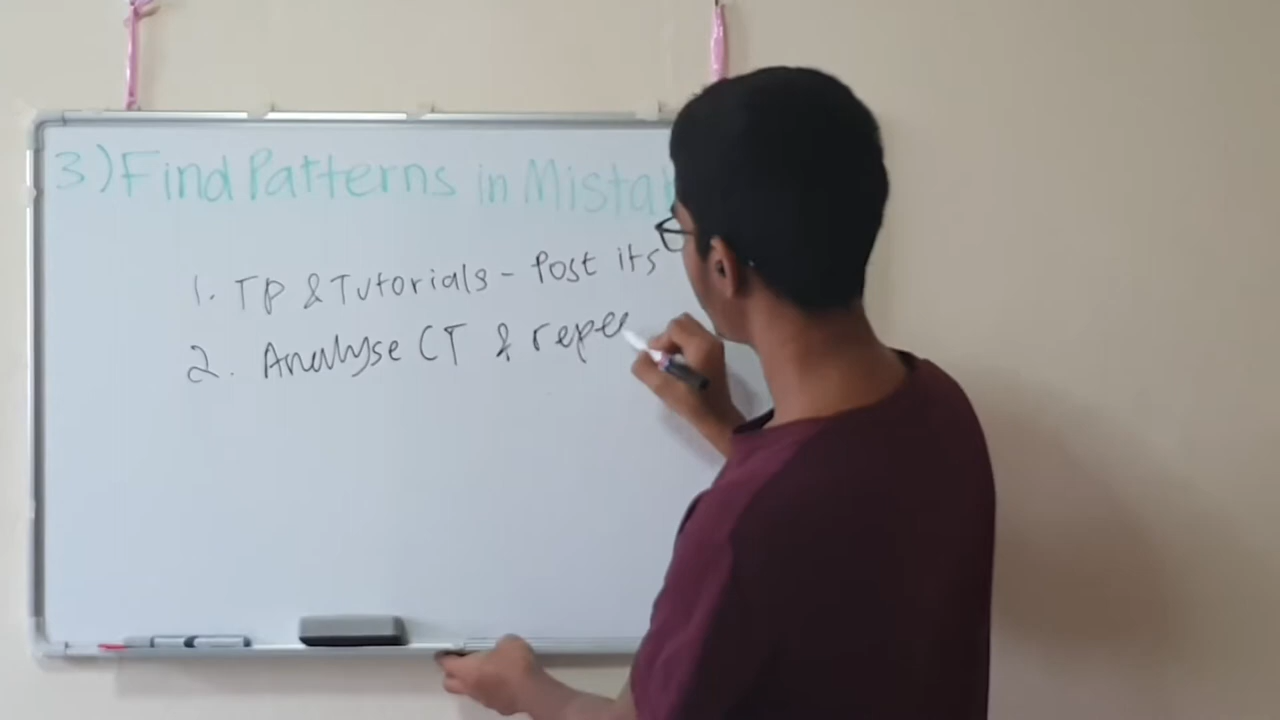 3) Find Patterns in Mista
1. TP & Tutorials - Post its
2. Analyse CT & repe